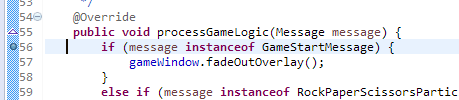 53 */
54 @Override
55 public void processGameLogic(Message message) {
56 if (message instanceof GameStartMessage) {
57 gameWindow.fadeOutOverlay();
58 }
59 else if (message instanceof RockPaperScissorsPartic